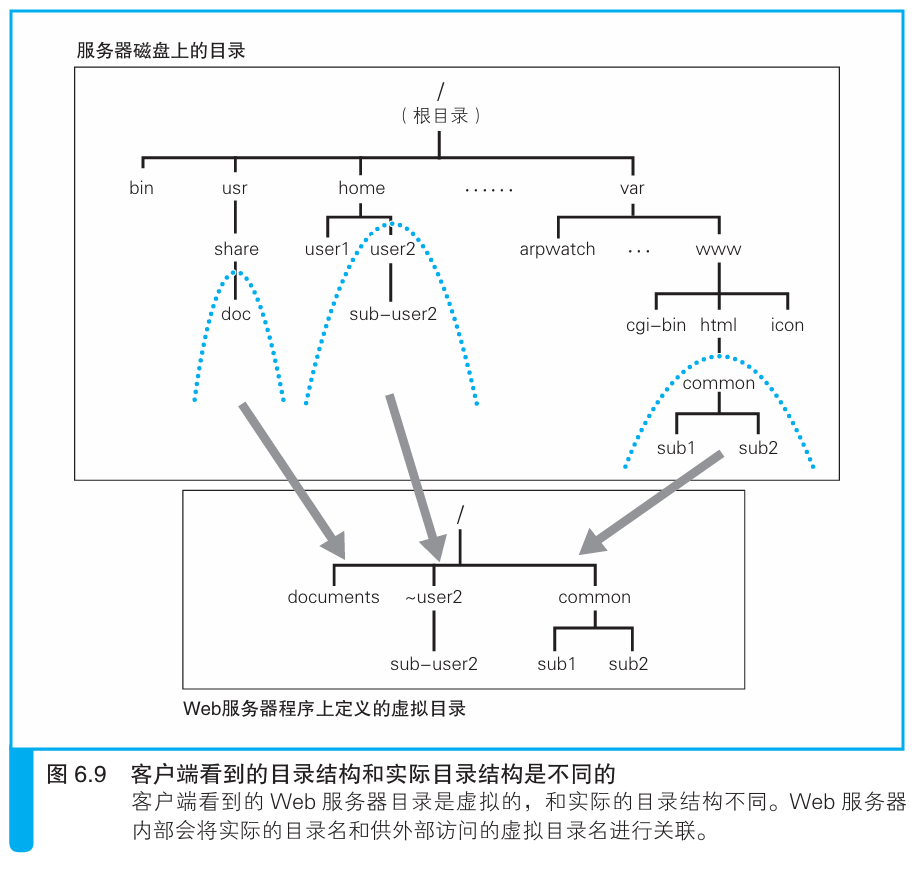 服务器磁盘上的目录
/
（根目录）
bin usr home ······ var
share user1 user2 arpwatch ··· www
doc sub-user2 cgi-bin html icon
common
sub1 sub2
/
documents ~user2 common
sub-user2 sub1 sub2
Web服务器程序上定义的虚拟目录
图 6.9 客户端看到的目录结构和实际目录结构是不同的
客户端看到的 Web 服务器目录是虚拟的，和实际的目录结构不同。Web 服务器
内部会将实际的目录名和供外部访问的虚拟目录名进行关联。